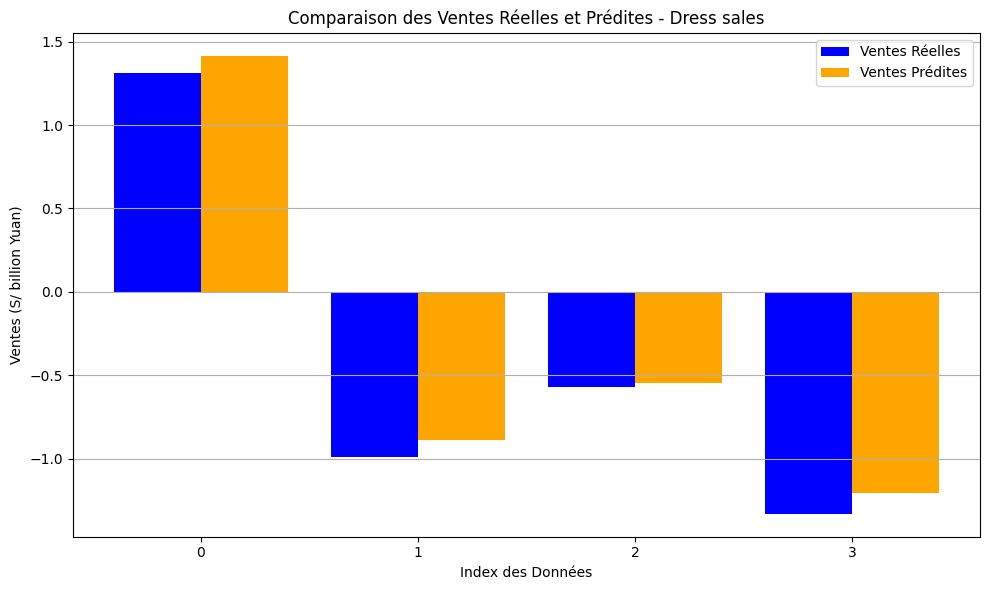 Comparaison des Ventes Réelles et Prédites - Dress sales
Ventes Réelles
Ventes Prédites
Ventes (S/ billion Yuan)
1.5
1.0
0.5
0.0
−0.5
−1.0
0 1 2 3
Index des Données